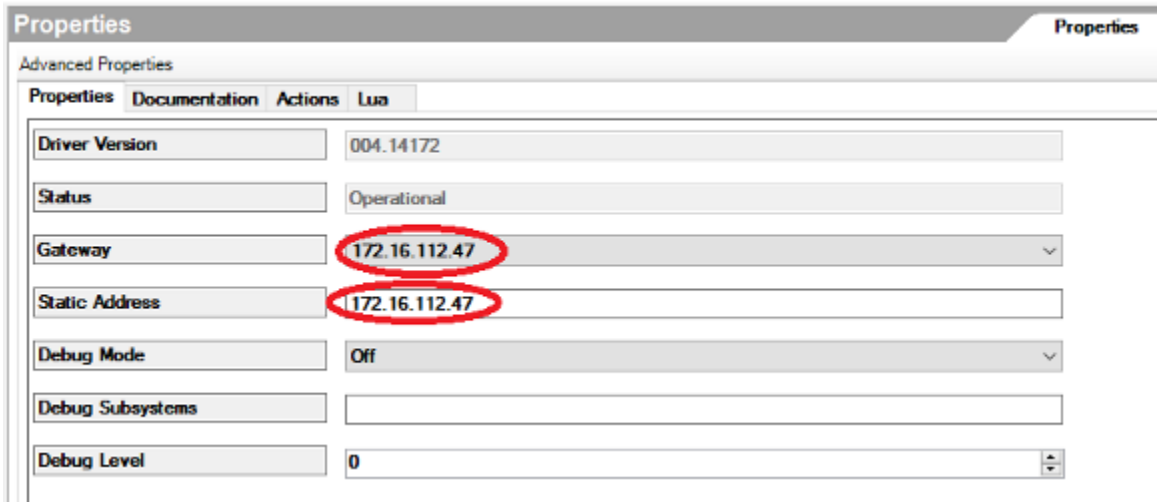 Properties
Properties
Advanced Properties
Properties Documentation Actions Lua
Driver Version 004.14172
Status Operational
Gateway 172.16.112.47
Static Address 172.16.112.47
Debug Mode Off
Debug Subsystems
Debug Level 0